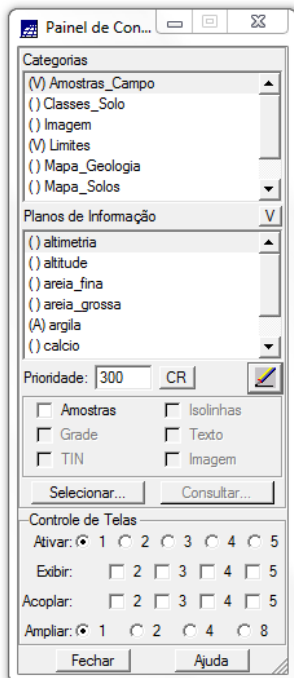 Painel de Con...
Categorias
(V) Amostras_Campo
( ) Classes_Solo
( ) Imagem
(V) Limites
( ) Mapa_Geologia
( ) Mapa_Solos
Planos de Informação V
( ) altimetria
( ) altitude
( ) areia_fina
( ) areia_grossa
(A) argila
( ) calcio
Prioridade: 300 CR
Amostras Isolinhas
Grade Texto
TIN Imagem
Selecionar... Consultar...
Controle de Telas
Ativar: 1 2 3 4 5
Exibir: 2 3 4 5
Acoplar: 2 3 4 5
Ampliar: 1 2 4 8
Fechar Ajuda